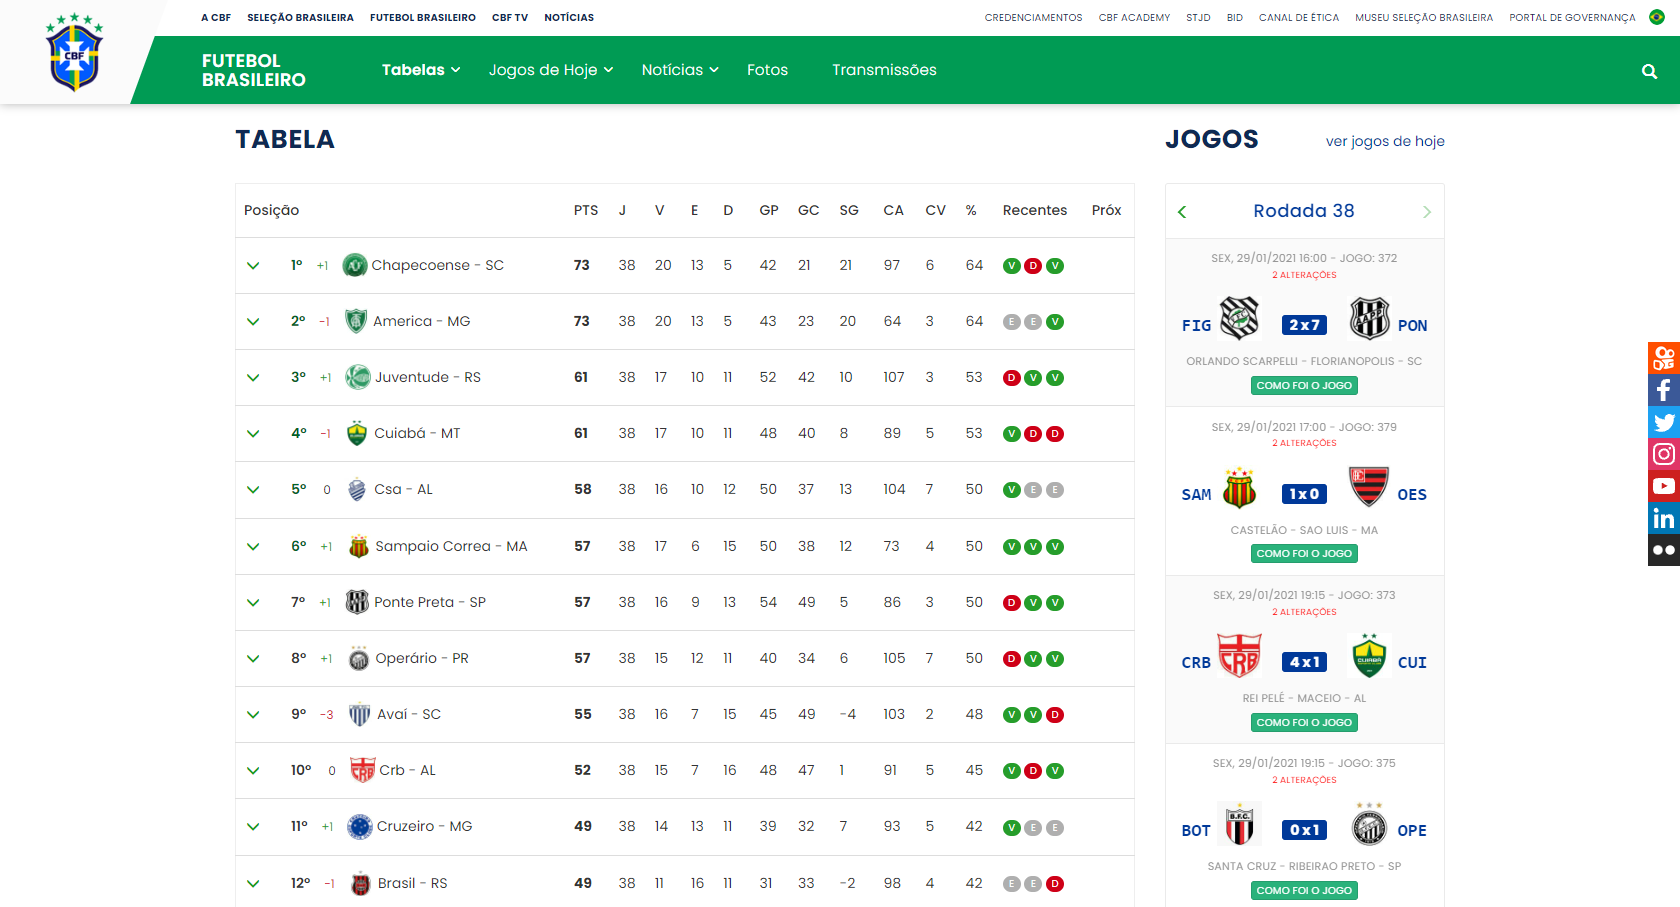 A CBF SELEÇÃO BRASILEIRA FUTEBOL BRASILEIRO CBF TV NOTÍCIAS CREDENCIAMENTOS CBF ACADEMY STJD BID CANAL DE ÉTICA MUSEU SELEÇÃO BRASILEIRA PORTAL DE GOVERNANÇA
CBF
FUTEBOL
BRASILEIRO
Tabelas Jogos de Hoje Notícias Fotos Transmissões
TABELA
Posição PTS J V E D GP GC SG CA CV % Recentes Próx
1º +1 Chapecoense - SC 73 38 20 13 5 42 21 21 97 6 64 V D V
2º -1 America - MG 73 38 20 13 5 43 23 20 64 3 64 E E V
3º +1 Juventude - RS 61 38 17 10 11 52 42 10 107 3 53 D V V
4º -1 Cuiabá - MT 61 38 17 10 11 48 40 8 89 5 53 V D D
5º 0 Csa - AL 58 38 16 10 12 50 37 13 104 7 50 V E E
6º +1 Sampaio Correa - MA 57 38 17 6 15 50 38 12 73 4 50 V V V
7º +1 Ponte Preta - SP 57 38 16 9 13 54 49 5 86 3 50 D V V
8º +1 Operário - PR 57 38 15 12 11 40 34 6 105 7 50 D V V
9º -3 Avaí - SC 55 38 16 7 15 45 49 -4 103 2 48 V V D
10º 0 Crb - AL 52 38 15 7 16 48 47 1 91 5 45 V D V
11º +1 Cruzeiro - MG 49 38 14 13 11 39 32 7 93 5 42 V E E
12º -1 Brasil - RS 49 38 11 16 11 31 33 -2 98 4 42 E E D
JOGOS ver jogos de hoje
Rodada 38
SEX, 29/01/2021 16:00 - JOGO: 372
2 ALTERAÇÕES
FIG 2 x 7 PON
ORLANDO SCARPELLI - FLORIANOPOLIS - SC
COMO FOI O JOGO
SEX, 29/01/2021 17:00 - JOGO: 379
2 ALTERAÇÕES
SAM 1 x 0 OES
CASTELÃO - SAO LUIS - MA
COMO FOI O JOGO
SEX, 29/01/2021 19:15 - JOGO: 373
2 ALTERAÇÕES
CRB CRB 4 x 1 CUIABÁ CUI
REI PELÉ - MACEIO - AL
COMO FOI O JOGO
SEX, 29/01/2021 19:15 - JOGO: 375
2 ALTERAÇÕES
BOT B.F.C. 0 x 1 OPE
SANTA CRUZ - RIBEIRAO PRETO - SP
COMO FOI O JOGO